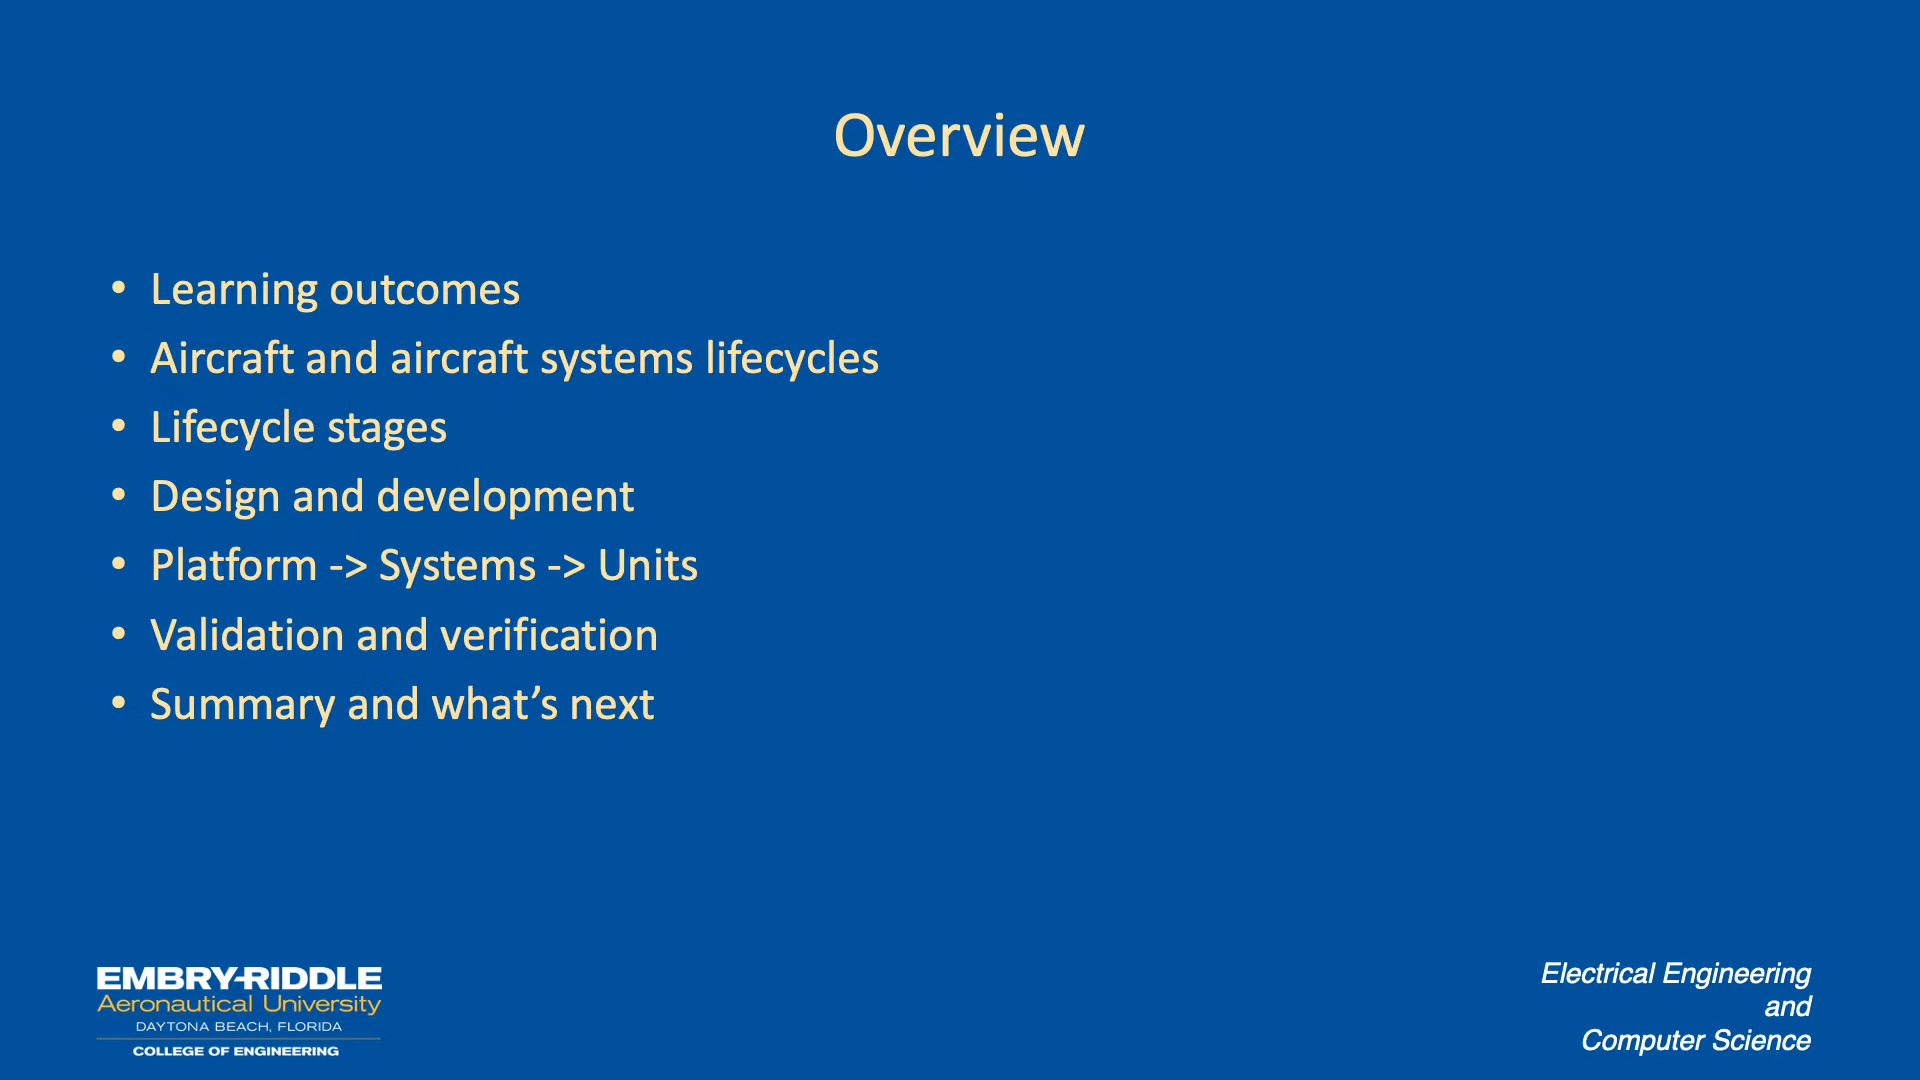 Overview
• Learning outcomes
• Aircraft and aircraft systems lifecycles
• Lifecycle stages
• Design and development
• Platform -> Systems -> Units
• Validation and verification
• Summary and what’s next
EMBRY-RIDDLE
Aeronautical University
DAYTONA BEACH, FLORIDA
COLLEGE OF ENGINEERING
Electrical Engineering
and
Computer Science